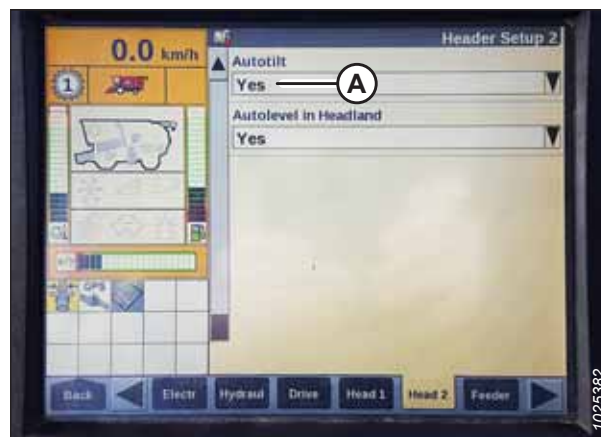 0.0 km/h
Header Setup 2
1
Autotilt
Yes
A
Autolevel in Headland
Yes
Back
Electr
Hydraul
Drive
Head 1
Head 2
Feeder
1025382